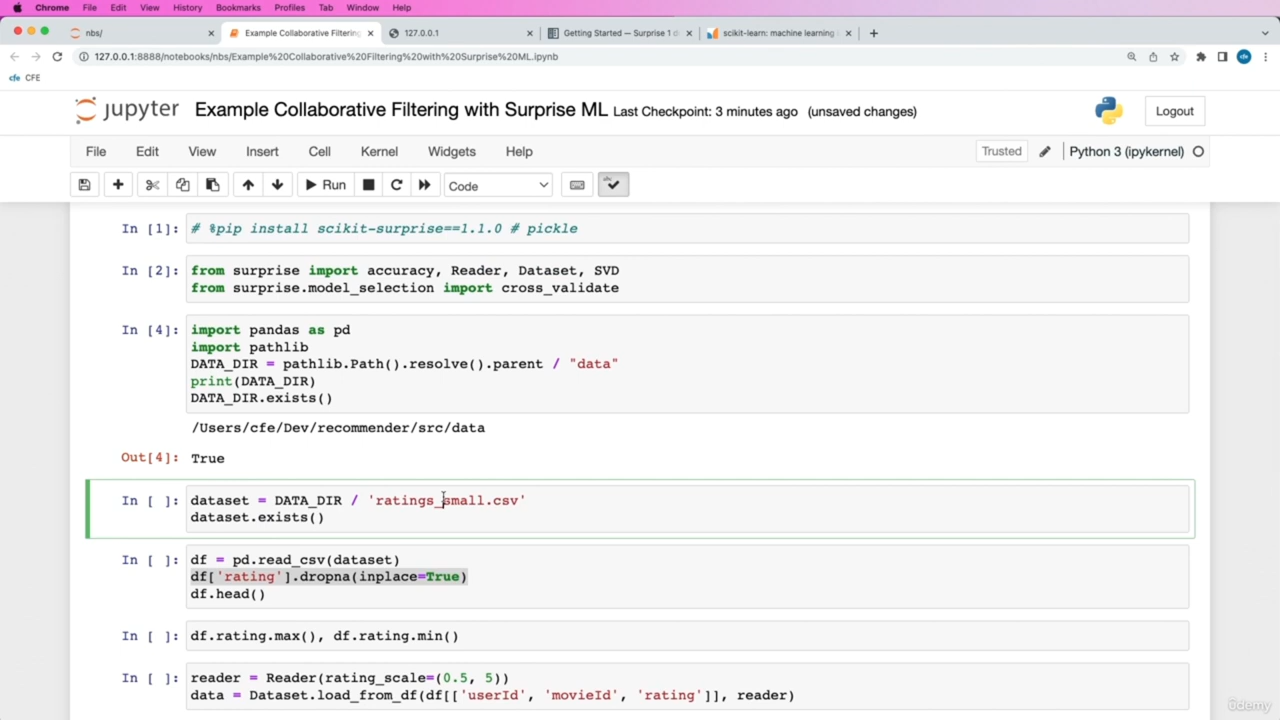 Chrome File Edit View History Bookmarks Profiles Tab Window Help
nbs/ Example Collaborative Filtering 127.0.0.1 Getting Started — Surprise 1 d scikit-learn: machine learning
127.0.0.1:8888/notebooks/nbs/Example%20Collaborative%20Filtering%20with%20Surprise%20ML.ipynb
cfe CFE
jupyter Example Collaborative Filtering with Surprise ML Last Checkpoint: 3 minutes ago (unsaved changes) Logout
File Edit View Insert Cell Kernel Widgets Help Trusted Python 3 (ipykernel)
Run Code
In [1]: # %pip install scikit-surprise==1.1.0 # pickle
In [2]: from surprise import accuracy, Reader, Dataset, SVD
from surprise.model_selection import cross_validate
In [4]: import pandas as pd
import pathlib
DATA_DIR = pathlib.Path().resolve().parent / "data"
print(DATA_DIR)
DATA_DIR.exists()
/Users/cfe/Dev/recommender/src/data
Out[4]: True
In [ ]: dataset = DATA_DIR / 'ratings_small.csv'
dataset.exists()
In [ ]: df = pd.read_csv(dataset)
df['rating'].dropna(inplace=True)
df.head()
In [ ]: df.rating.max(), df.rating.min()
In [ ]: reader = Reader(rating_scale=(0.5, 5))
data = Dataset.load_from_df(df[['userId', 'movieId', 'rating']], reader)
ûdemy